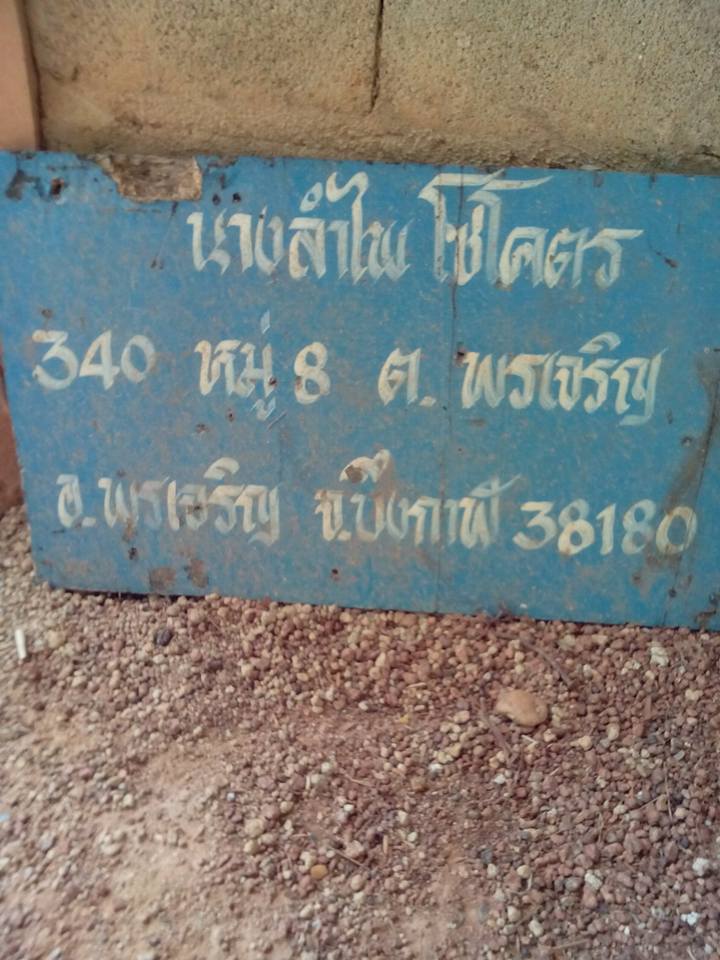 นางลำไพ โชโคตร
340 หมู่ 8 ต. พรเจริญ
อ.พรเจริญ จ.บึงกาฬ 38180